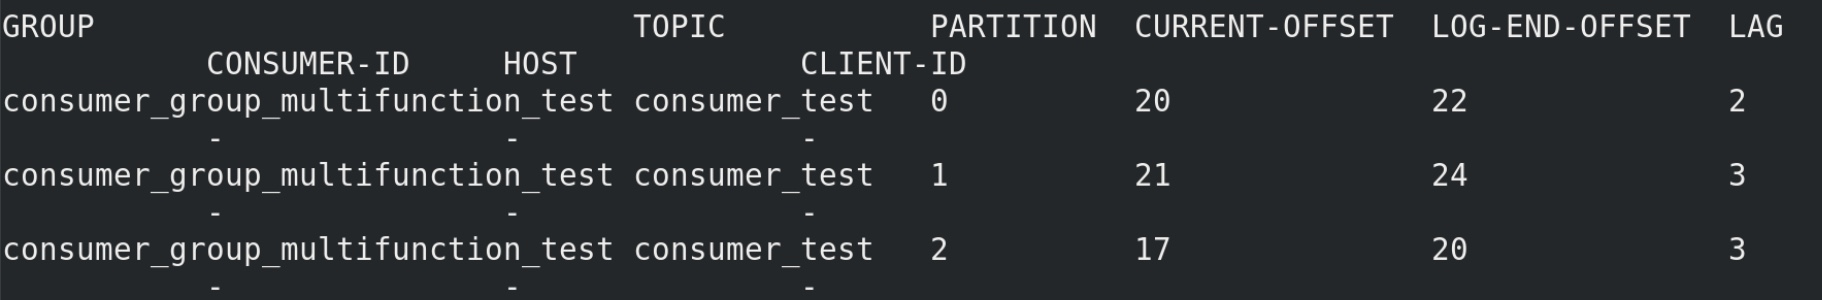 GROUP TOPIC PARTITION CURRENT-OFFSET LOG-END-OFFSET LAG
CONSUMER-ID HOST CLIENT-ID
consumer_group_multifunction_test consumer_test 0 20 22 2
- - -
consumer_group_multifunction_test consumer_test 1 21 24 3
- - -
consumer_group_multifunction_test consumer_test 2 17 20 3
- - -